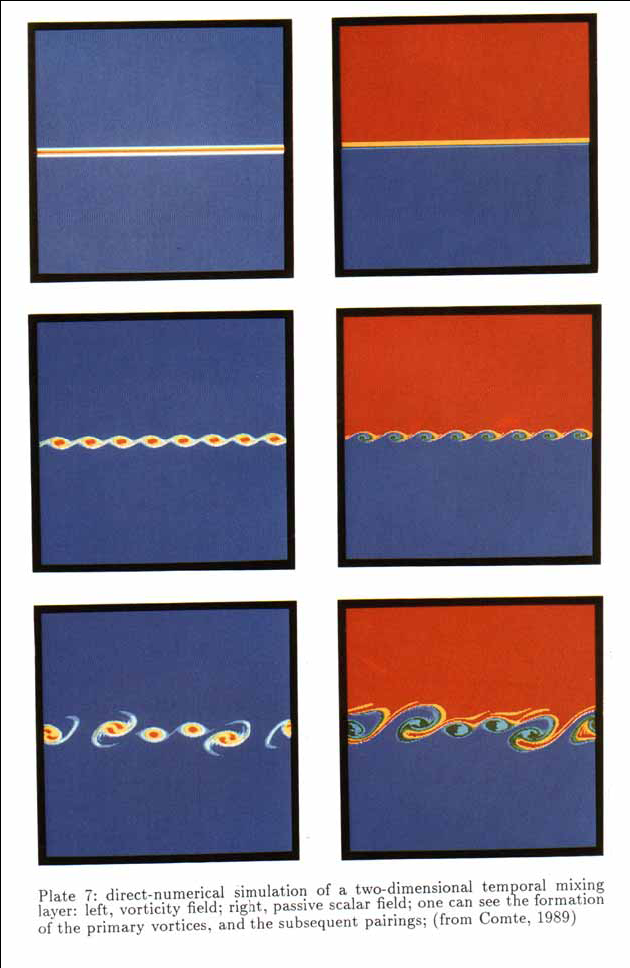 Plate 7: direct-numerical simulation of a two-dimensional temporal mixing
layer: left, vorticity field; right, passive scalar field; one can see the formation
of the primary vortices, and the subsequent pairings; (from Comte, 1989)